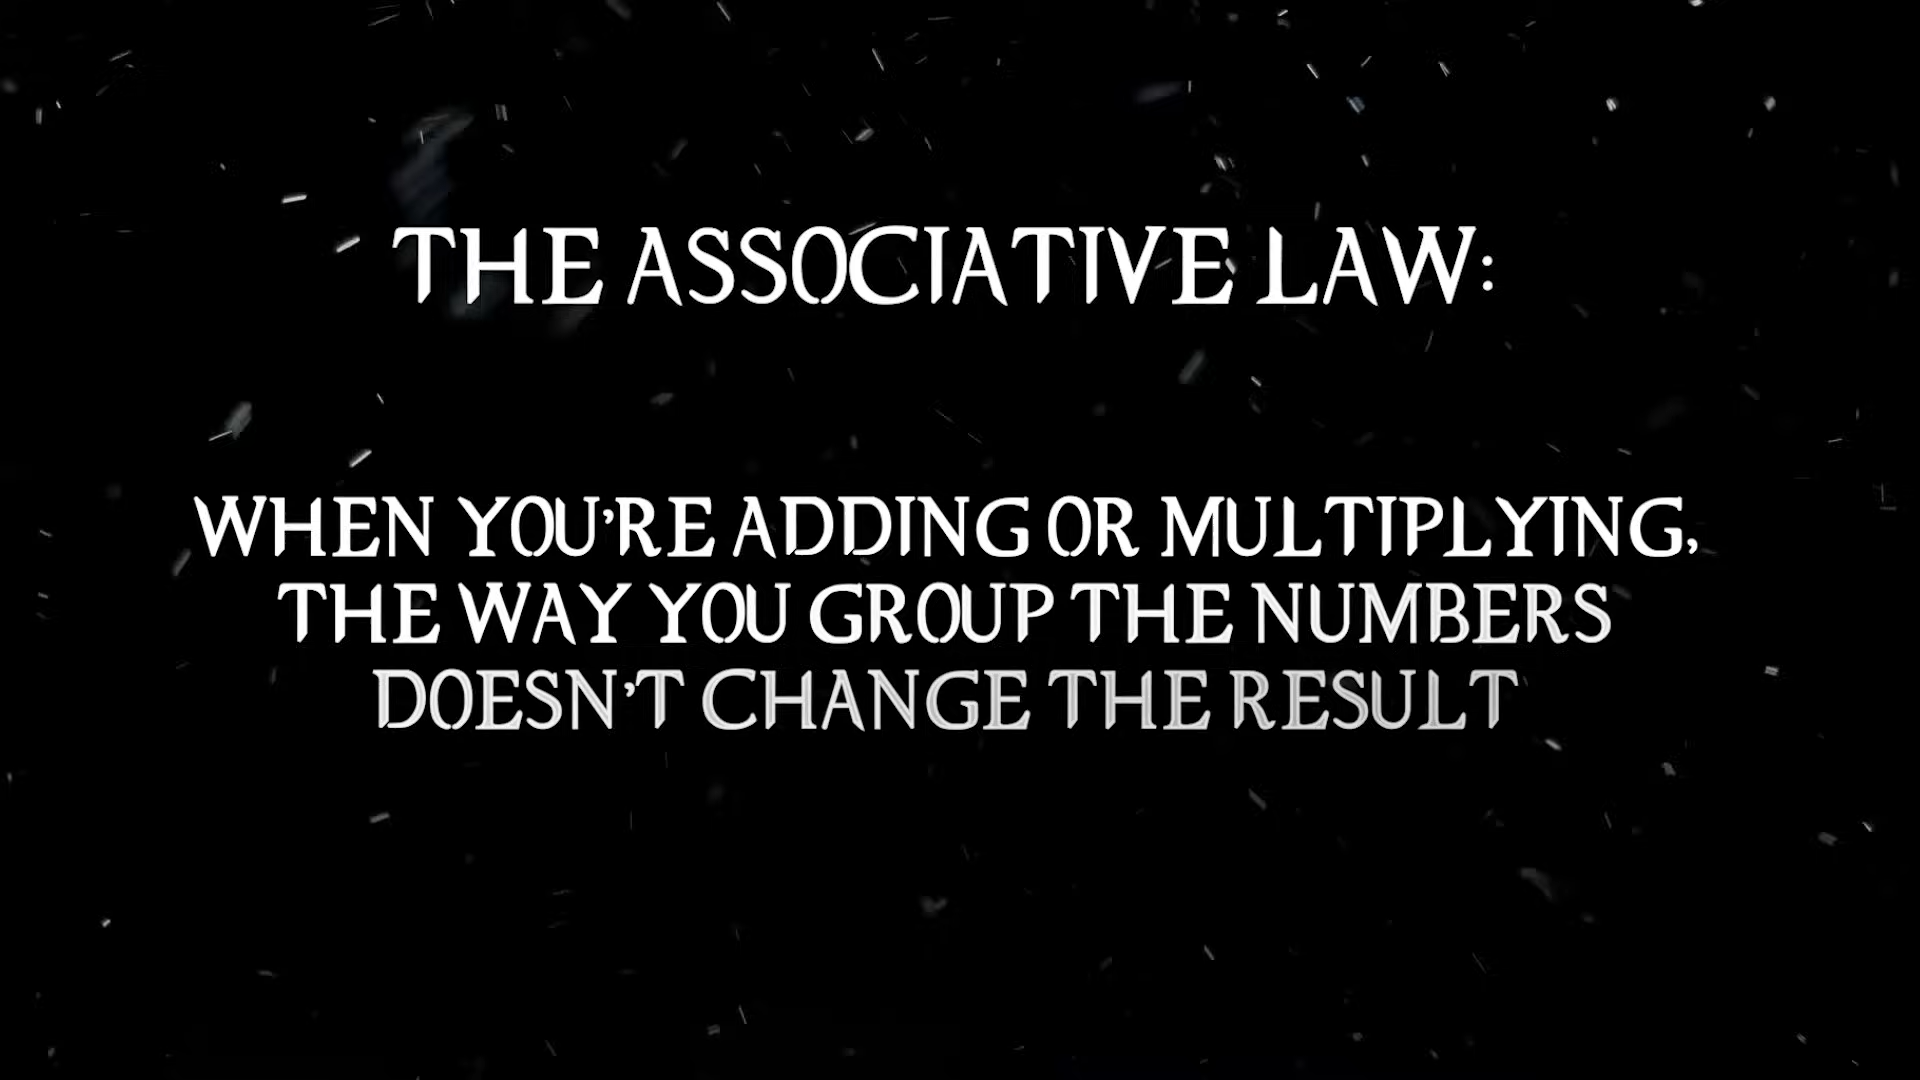 THE ASSOCIATIVE LAW:
WHEN YOU'RE ADDING OR MULTIPLYING,
THE WAY YOU GROUP THE NUMBERS
DOESN'T CHANGE THE RESULT